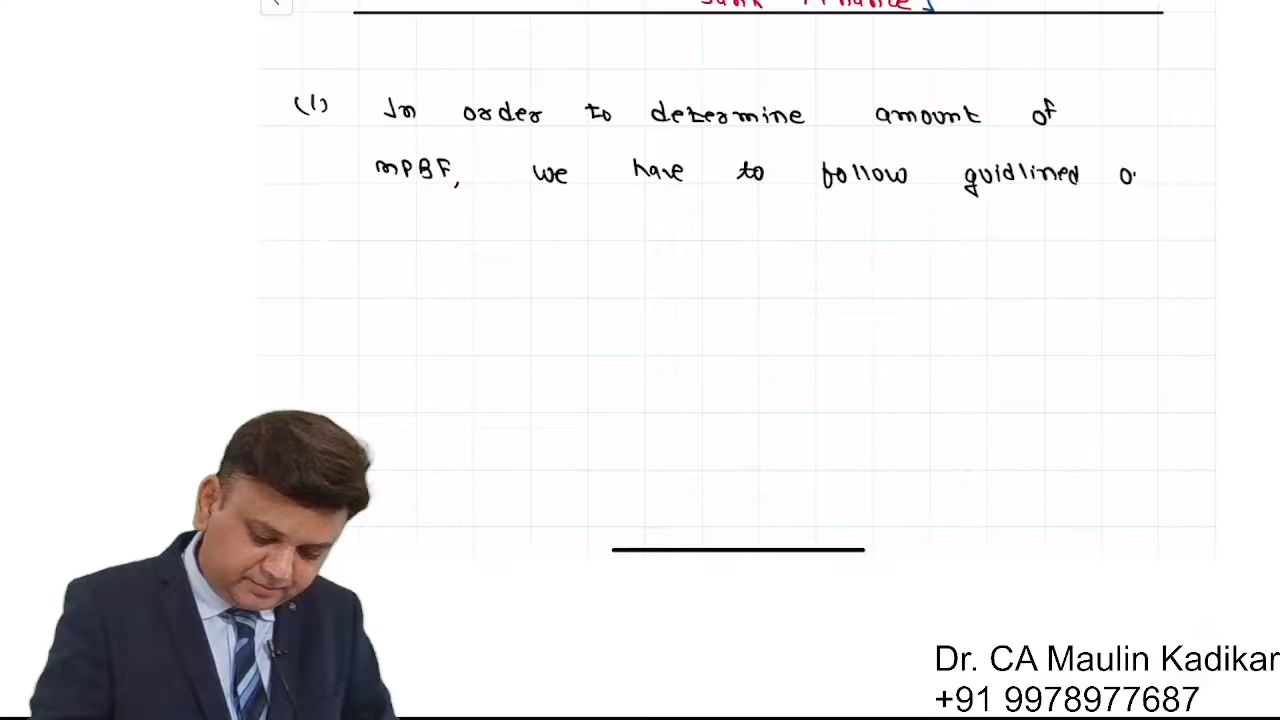 Finance]
(1) In order to determine amount of
MPBF, we have to follow guidlined o
Dr. CA Maulin Kadikar
+91 9978977687